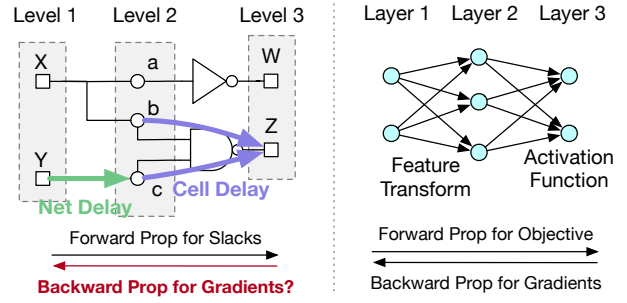 Level 1 Level 2 Level 3
X a W
b Z
Y c Cell Delay
Net Delay
Forward Prop for Slacks
Backward Prop for Gradients?
Layer 1 Layer 2 Layer 3
Feature Transform
Activation Function
Forward Prop for Objective
Backward Prop for Gradients